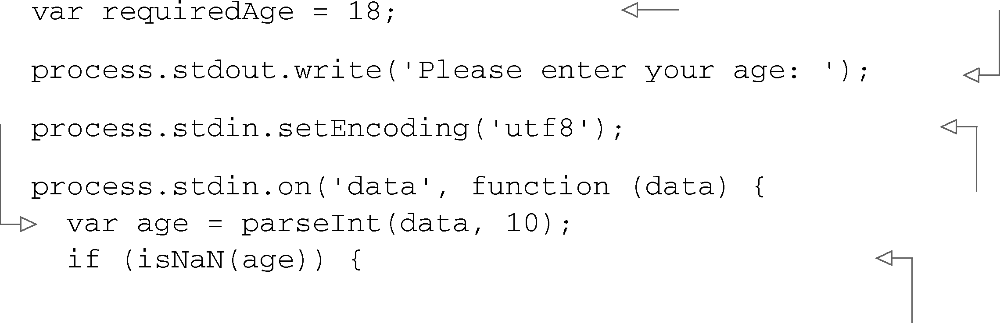 var requiredAge = 18;
process.stdout.write('Please enter your age: ');
process.stdin.setEncoding('utf8');
process.stdin.on('data', function (data) {
var age = parseInt(data, 10);
if (isNaN(age)) {